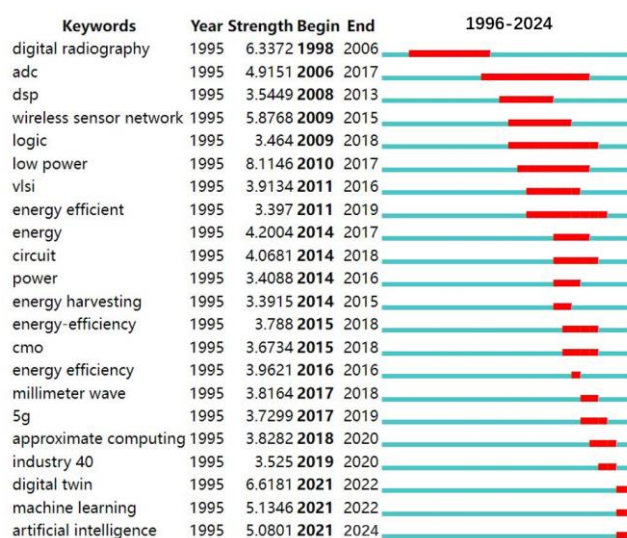 Keywords Year Strength Begin End 1996-2024
digital radiography 1995 6.3372 1998 2006
adc 1995 4.9151 2006 2017
dsp 1995 3.5449 2008 2013
wireless sensor network 1995 5.8768 2009 2015
logic 1995 3.464 2009 2018
low power 1995 8.1146 2010 2017
vlsi 1995 3.9134 2011 2016
energy efficient 1995 3.397 2011 2019
energy 1995 4.2004 2014 2017
circuit 1995 4.0681 2014 2018
power 1995 3.4088 2014 2016
energy harvesting 1995 3.3915 2014 2015
energy-efficiency 1995 3.788 2015 2018
cmo 1995 3.6734 2015 2018
energy efficiency 1995 3.9621 2016 2016
millimeter wave 1995 3.8164 2017 2018
5g 1995 3.7299 2017 2019
approximate computing 1995 3.8282 2018 2020
industry 40 1995 3.525 2019 2020
digital twin 1995 6.6181 2021 2022
machine learning 1995 5.1346 2021 2022
artificial intelligence 1995 5.0801 2021 2024